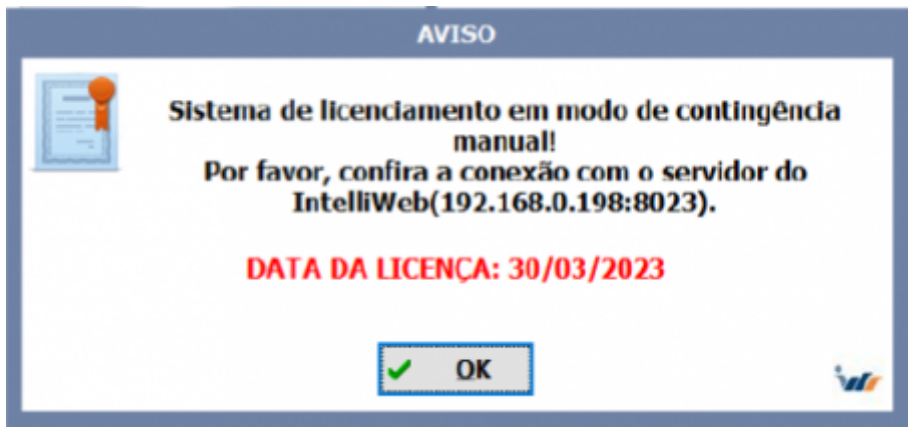 AVISO
Sistema de licenciamento em modo de contingência
manual!
Por favor, confira a conexão com o servidor do
IntelliWeb(192.168.0.198:8023).
DATA DA LICENÇA: 30/03/2023
OK